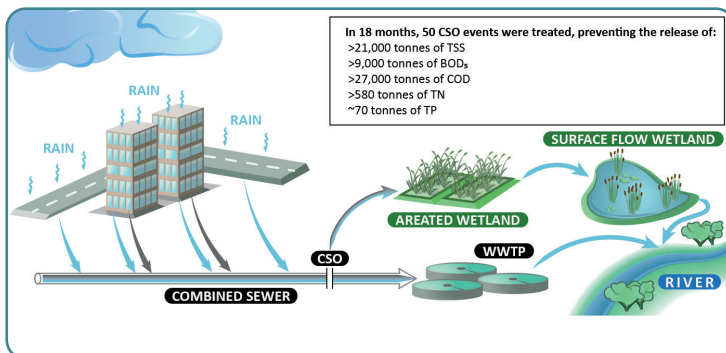 In 18 months, 50 CSO events were treated, preventing the release of:
>21,000 tonnes of TSS
>9,000 tonnes of BOD₅
>27,000 tonnes of COD
>580 tonnes of TN
~70 tonnes of TP
RAIN
RAIN
RAIN
SURFACE FLOW WETLAND
AREATED WETLAND
CSO
WWTP
COMBINED SEWER
RIVER